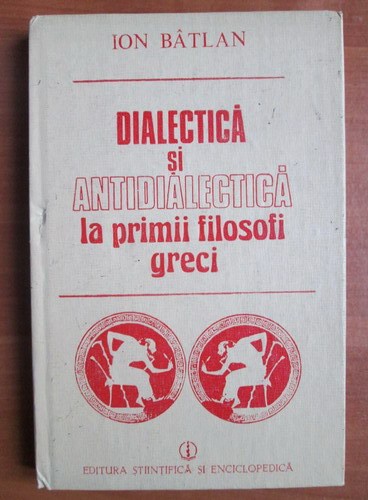 ION BÂTLAN
DIALECTICĂ
și
ANTIDIALECTICĂ
la primii filosofi
greci
EDITURA ȘTIINȚIFICĂ ȘI ENCICLOPEDICĂ